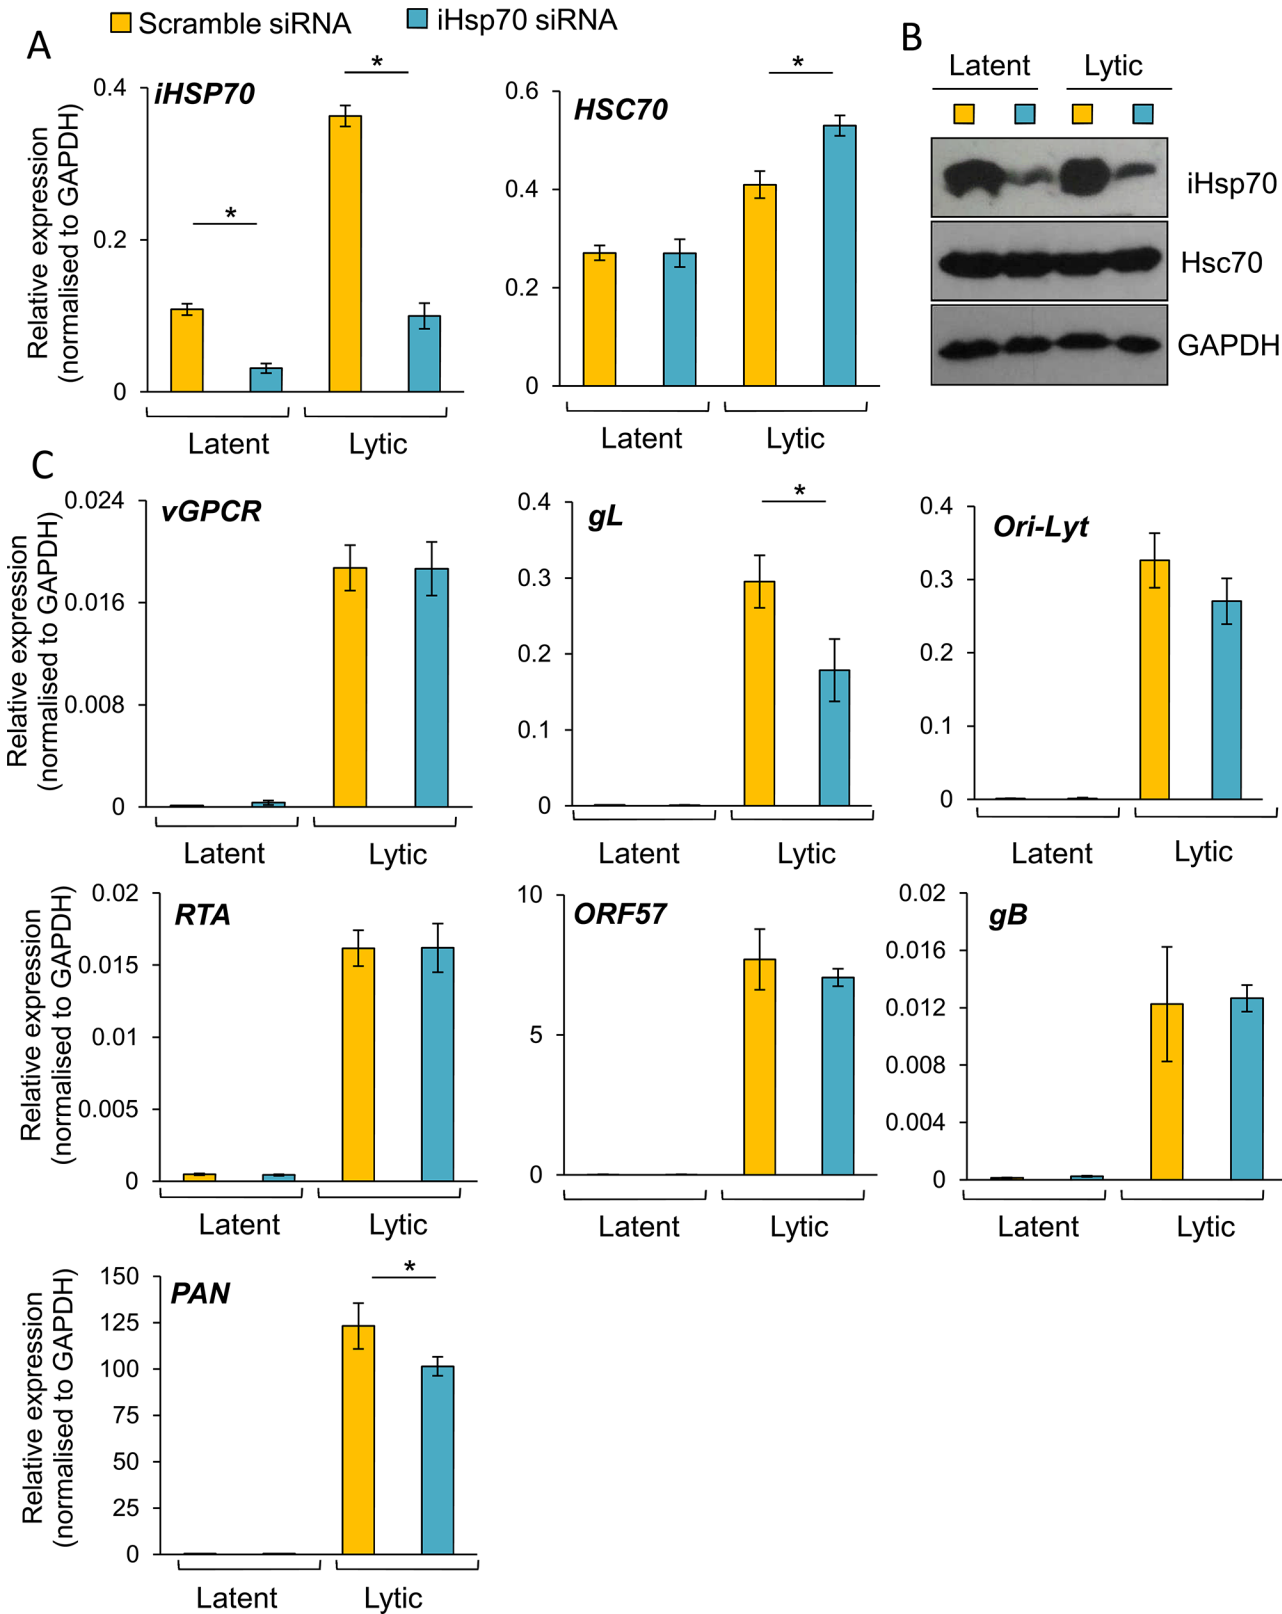 Scramble siRNA
iHsp70 siRNA
A
B
Relative expression
(normalised to GAPDH)
iHSP70
*
*
0.4
0.2
0
Latent
Lytic
HSC70
*
0.6
0.4
0.2
0
Latent
Lytic
Latent
Lytic
iHsp70
Hsc70
GAPDH
C
Relative expression
(normalised to GAPDH)
vGPCR
0.024
0.016
0.008
0
Latent
Lytic
gL
*
0.4
0.3
0.2
0.1
0
Latent
Lytic
Ori-Lyt
0.4
0.3
0.2
0.1
0
Latent
Lytic
Relative expression
(normalised to GAPDH)
RTA
0.02
0.015
0.01
0.005
0
Latent
Lytic
ORF57
10
5
0
Latent
Lytic
gB
0.02
0.016
0.012
0.008
0.004
0
Latent
Lytic
Relative expression
(normalised to GAPDH)
PAN
*
150
125
100
75
50
25
0
Latent
Lytic